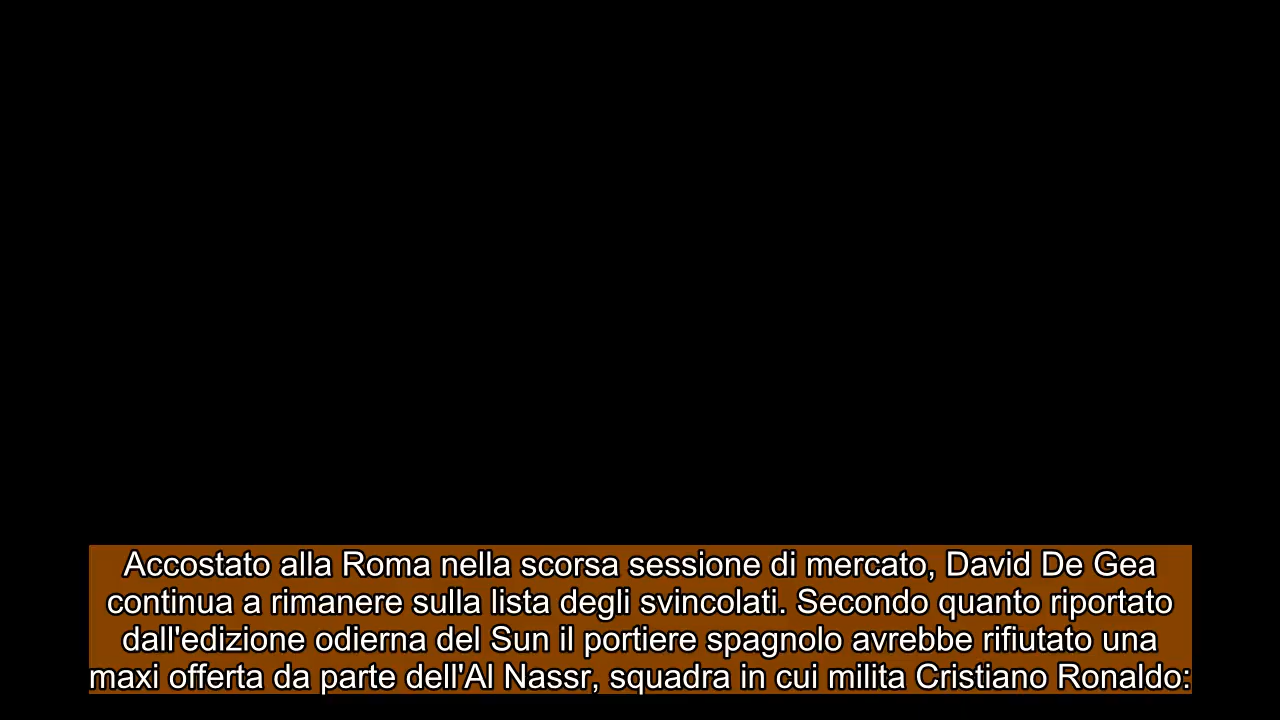 Accostato alla Roma nella scorsa sessione di mercato, David De Gea
continua a rimanere sulla lista degli svincolati. Secondo quanto riportato
dall'edizione odierna del Sun il portiere spagnolo avrebbe rifiutato una
maxi offerta da parte dell'Al Nassr, squadra in cui milita Cristiano Ronaldo: